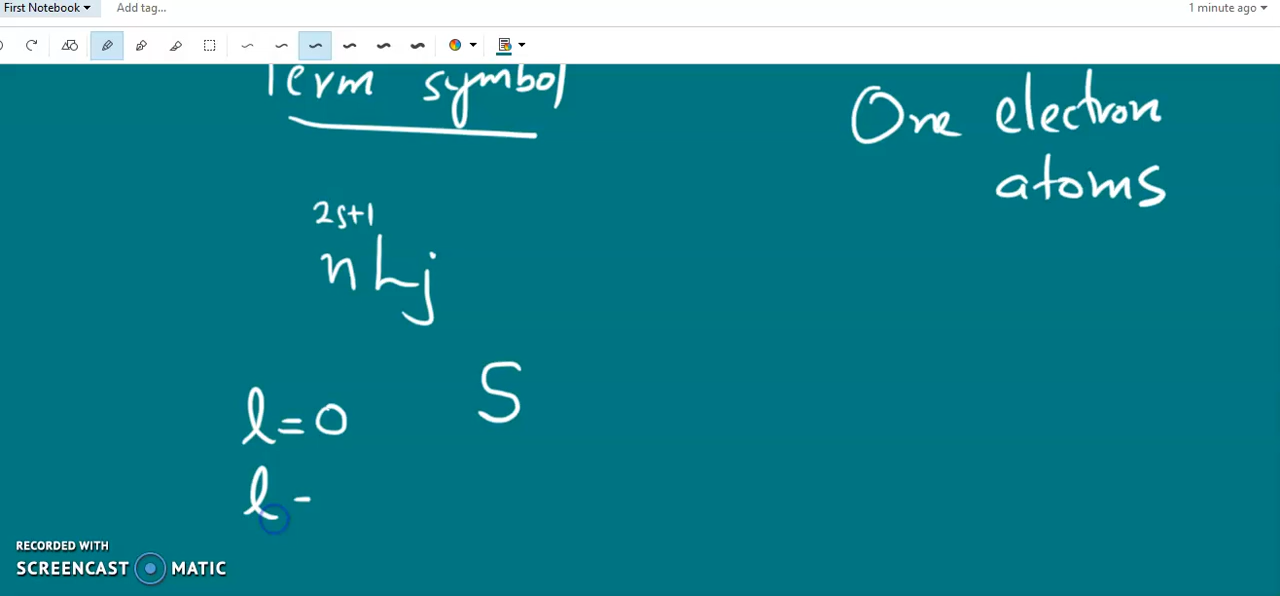 First Notebook Add tag... 1 minute ago
Term symbol
One electron
atoms
2s+1
nLj
l=0 S
l -
RECORDED WITH
SCREENCAST MATIC